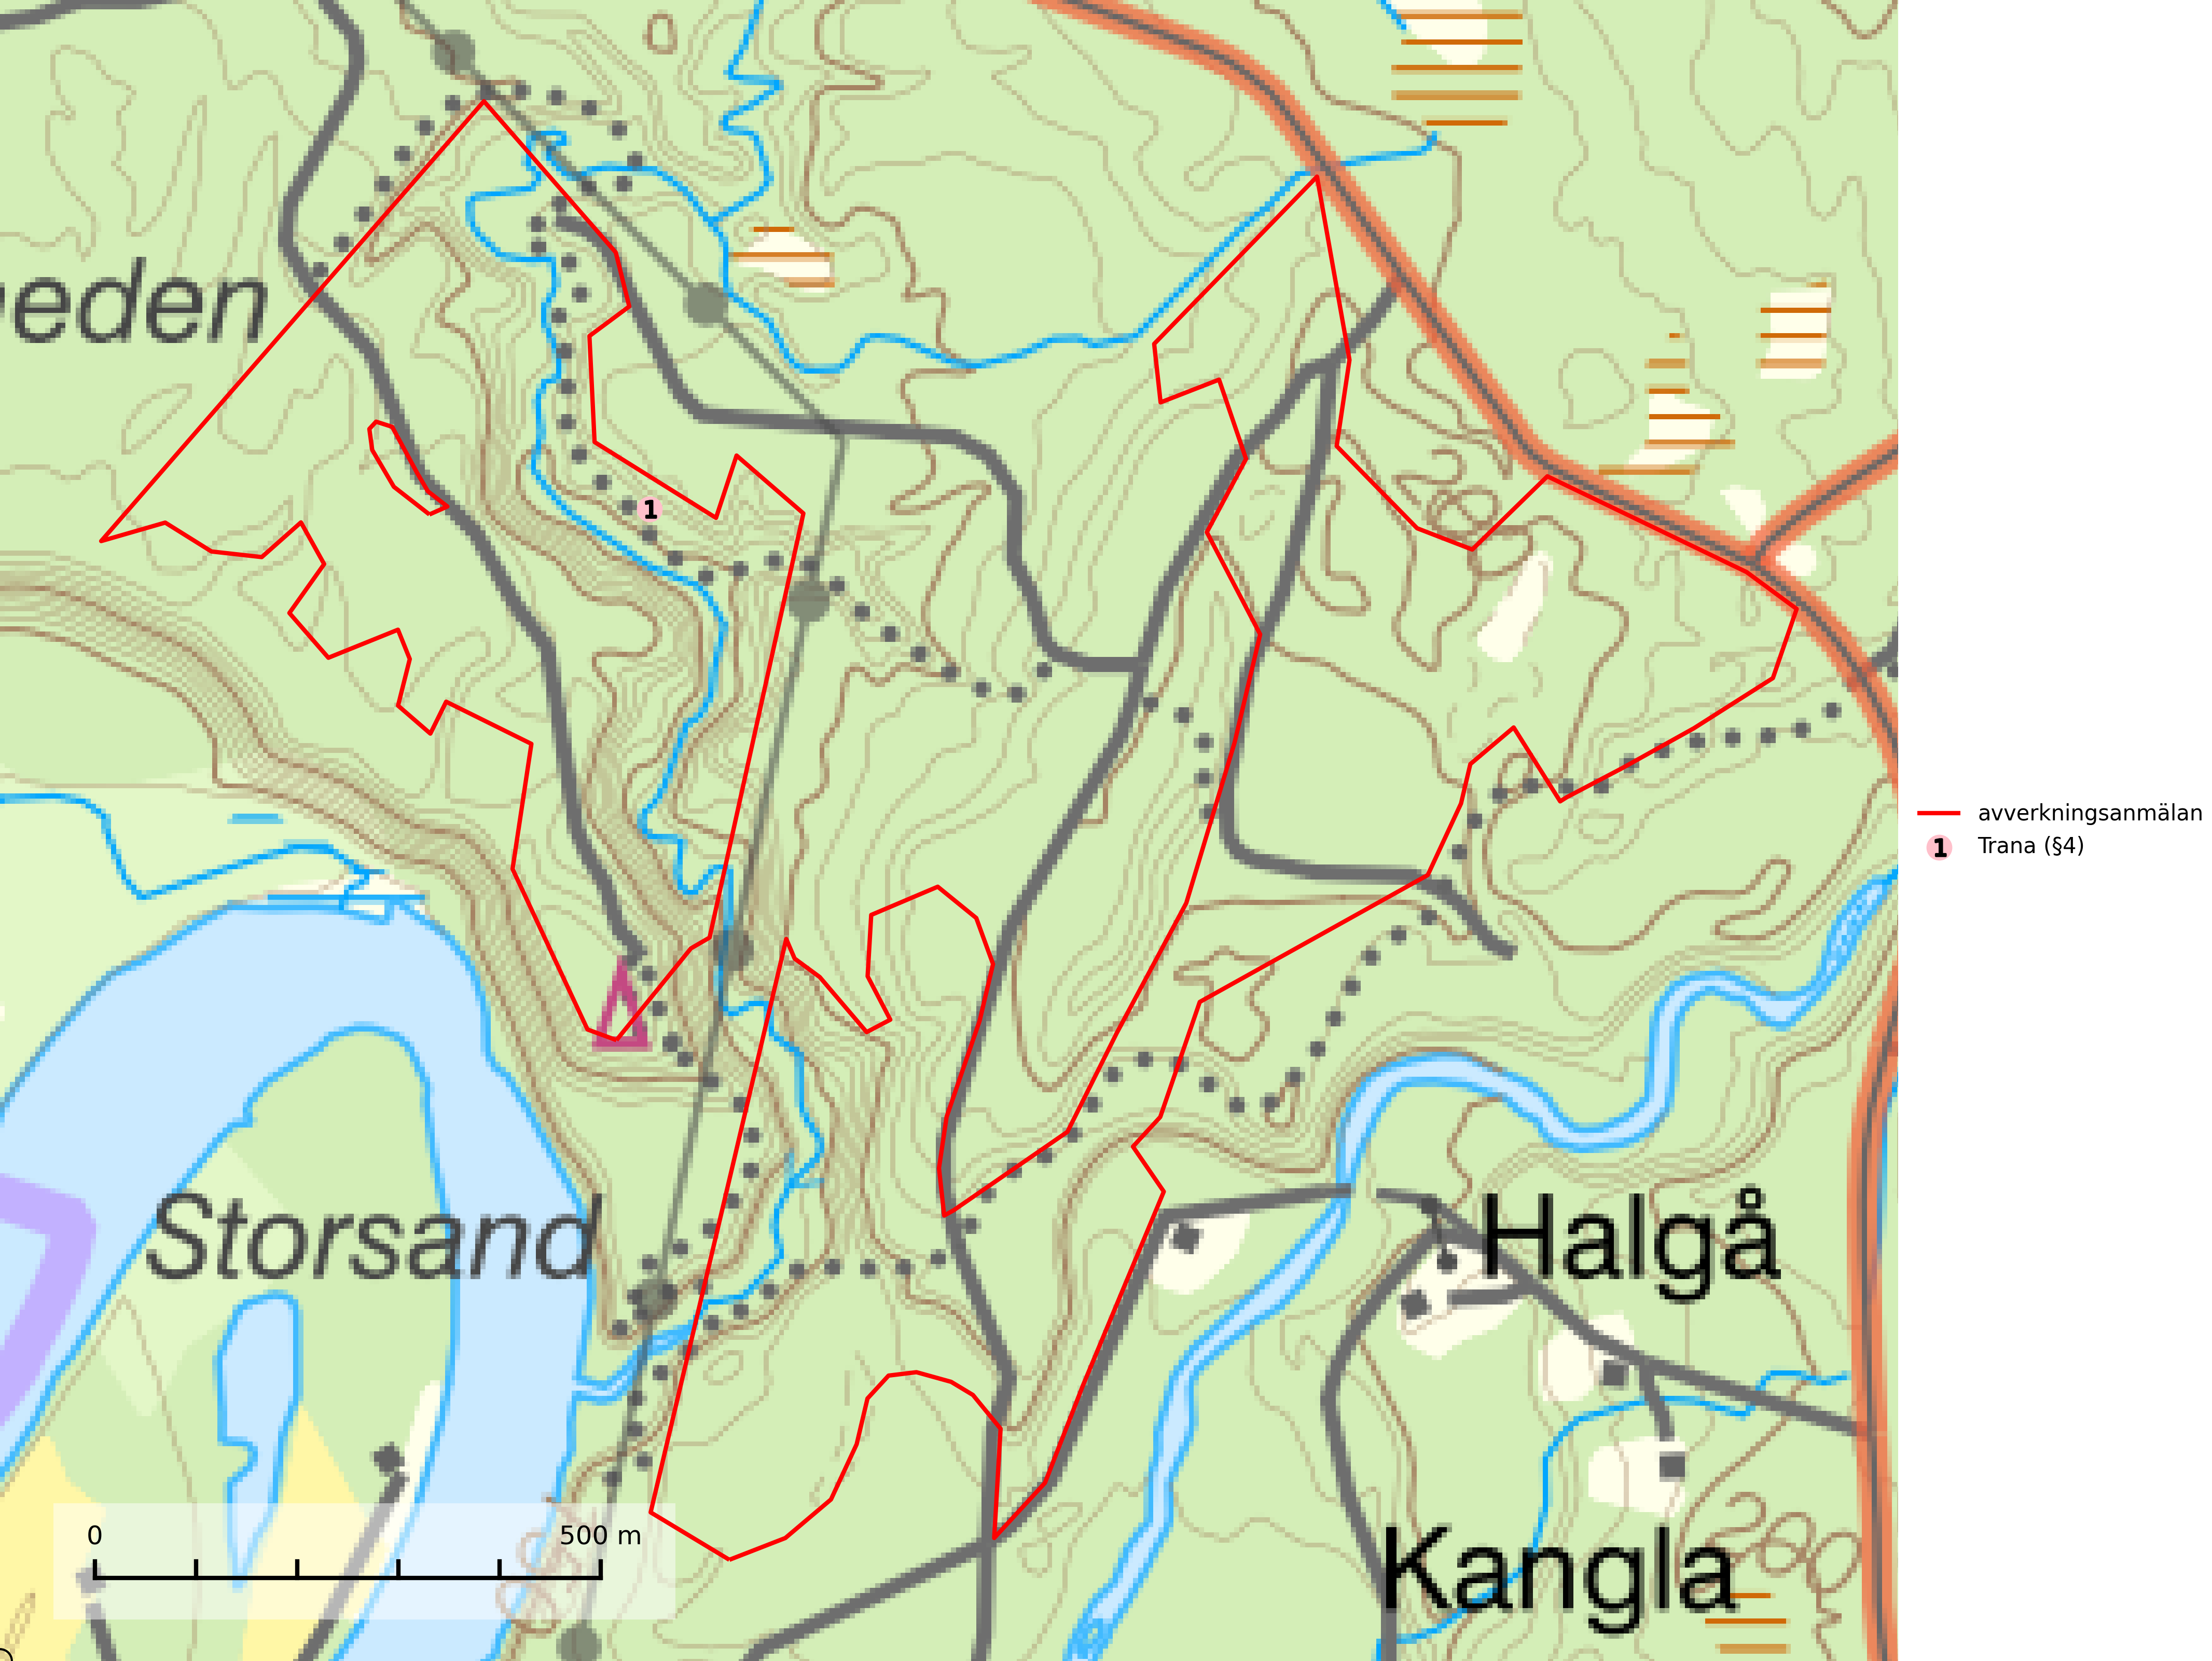 eden
1
Storsand
Halgå
Kangla
200
0 500 m
avverkningsanmälan
1 Trana (§4)